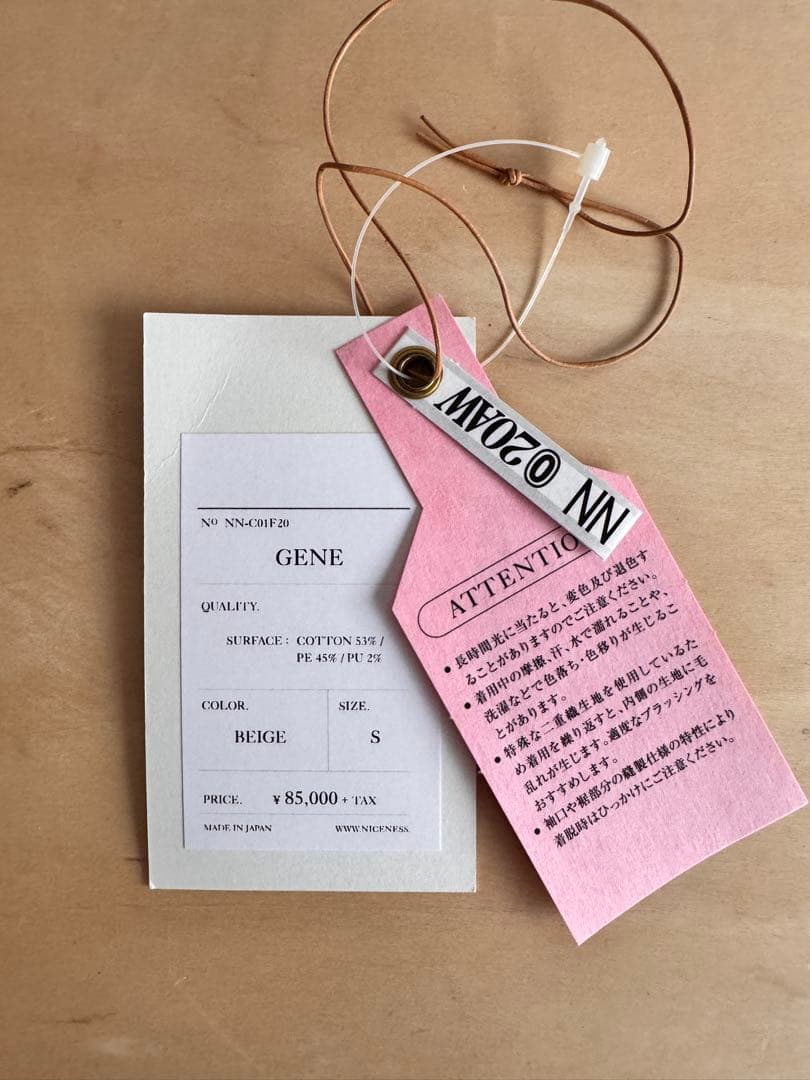 No NN-C01F20
GENE
QUALITY.
SURFACE : COTTON 53% /
PE 45% / PU 2%
COLOR.
BEIGE
SIZE.
S
PRICE. ¥ 85,000 + TAX
MADE IN JAPAN WWW.NICENESS.
NN ◎20AW
ATTENTIO
● 長時間光に当たると、変色及び退色す
ることがありますのでご注意ください。
● 着用中の摩擦、汗、水で濡れることや、
洗濯などで色落ち・色移りが生じるこ
とがあります。
● 特殊な二重織生地を使用しているた
め着用を繰り返すと、内側の生地に毛
乱れが生じます。適度なブラッシングを
おすすめします。
● 袖口や裾部分の縫製仕様の特性により
着脱時はひっかけにご注意ください。